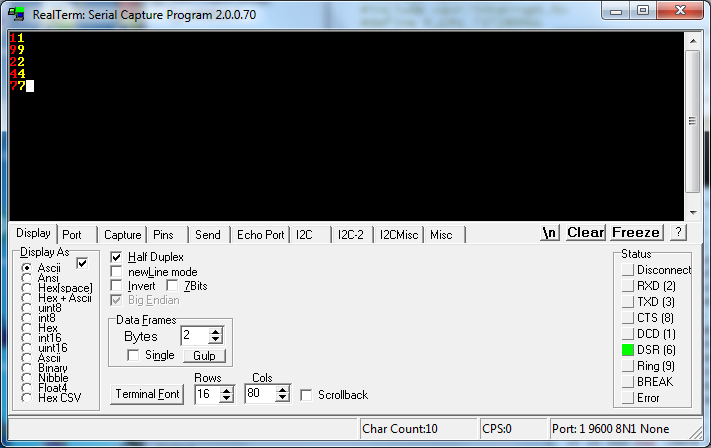 RealTerm: Serial Capture Program 2.0.0.70
11
99
22
44
77
Display Port Capture Pins Send Echo Port I2C I2C-2 I2CMisc Misc \n Clear Freeze ?
Display As
Ascii
Ansi
Hex[space]
Hex + Ascii
uint8
int8
Hex
int16
uint16
Ascii
Binary
Nibble
Float4
Hex CSV
Half Duplex
newLine mode
Invert 7Bits
Big Endian
Data Frames
Bytes 2
Single Gulp
Rows Cols
Terminal Font 16 80 Scrollback
Status
Disconnect
RXD (2)
TXD (3)
CTS (8)
DCD (1)
DSR (6)
Ring (9)
BREAK
Error
Char Count:10 CPS:0 Port: 1 9600 8N1 None